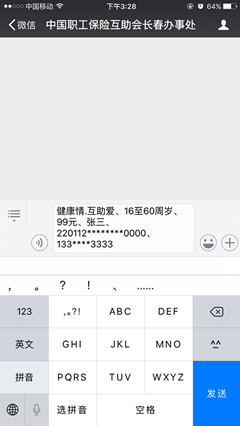 中国移动 下午3:28 64%
微信 中国职工保险互助会长春办事处
健康情.互助爱、16至60周岁、
99元、张三、
220112********0000、
133****3333
， 。 ？ ！ 、 ……
123 ,。?! ABC DEF
英文 GHI JKL MNO ^^
拼音 PQRS TUV WXYZ 发送
选拼音 空格